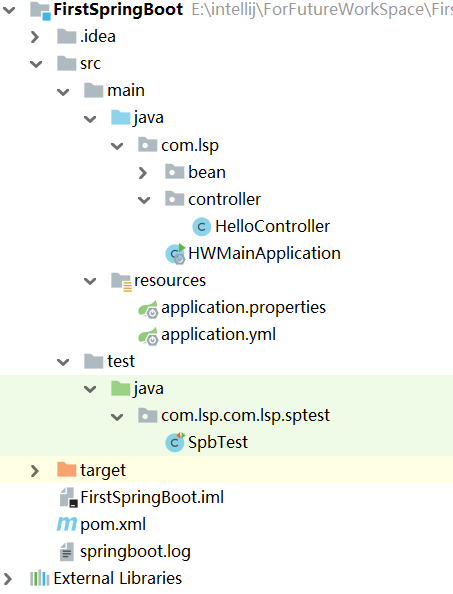 FirstSpringBoot E:\intellij\ForFutureWorkSpace\Firs
.idea
src
main
java
com.lsp
bean
controller
HelloController
HWMainApplication
resources
application.properties
application.yml
test
java
com.lsp.com.lsp.sptest
SpbTest
target
FirstSpringBoot.iml
pom.xml
springboot.log
External Libraries